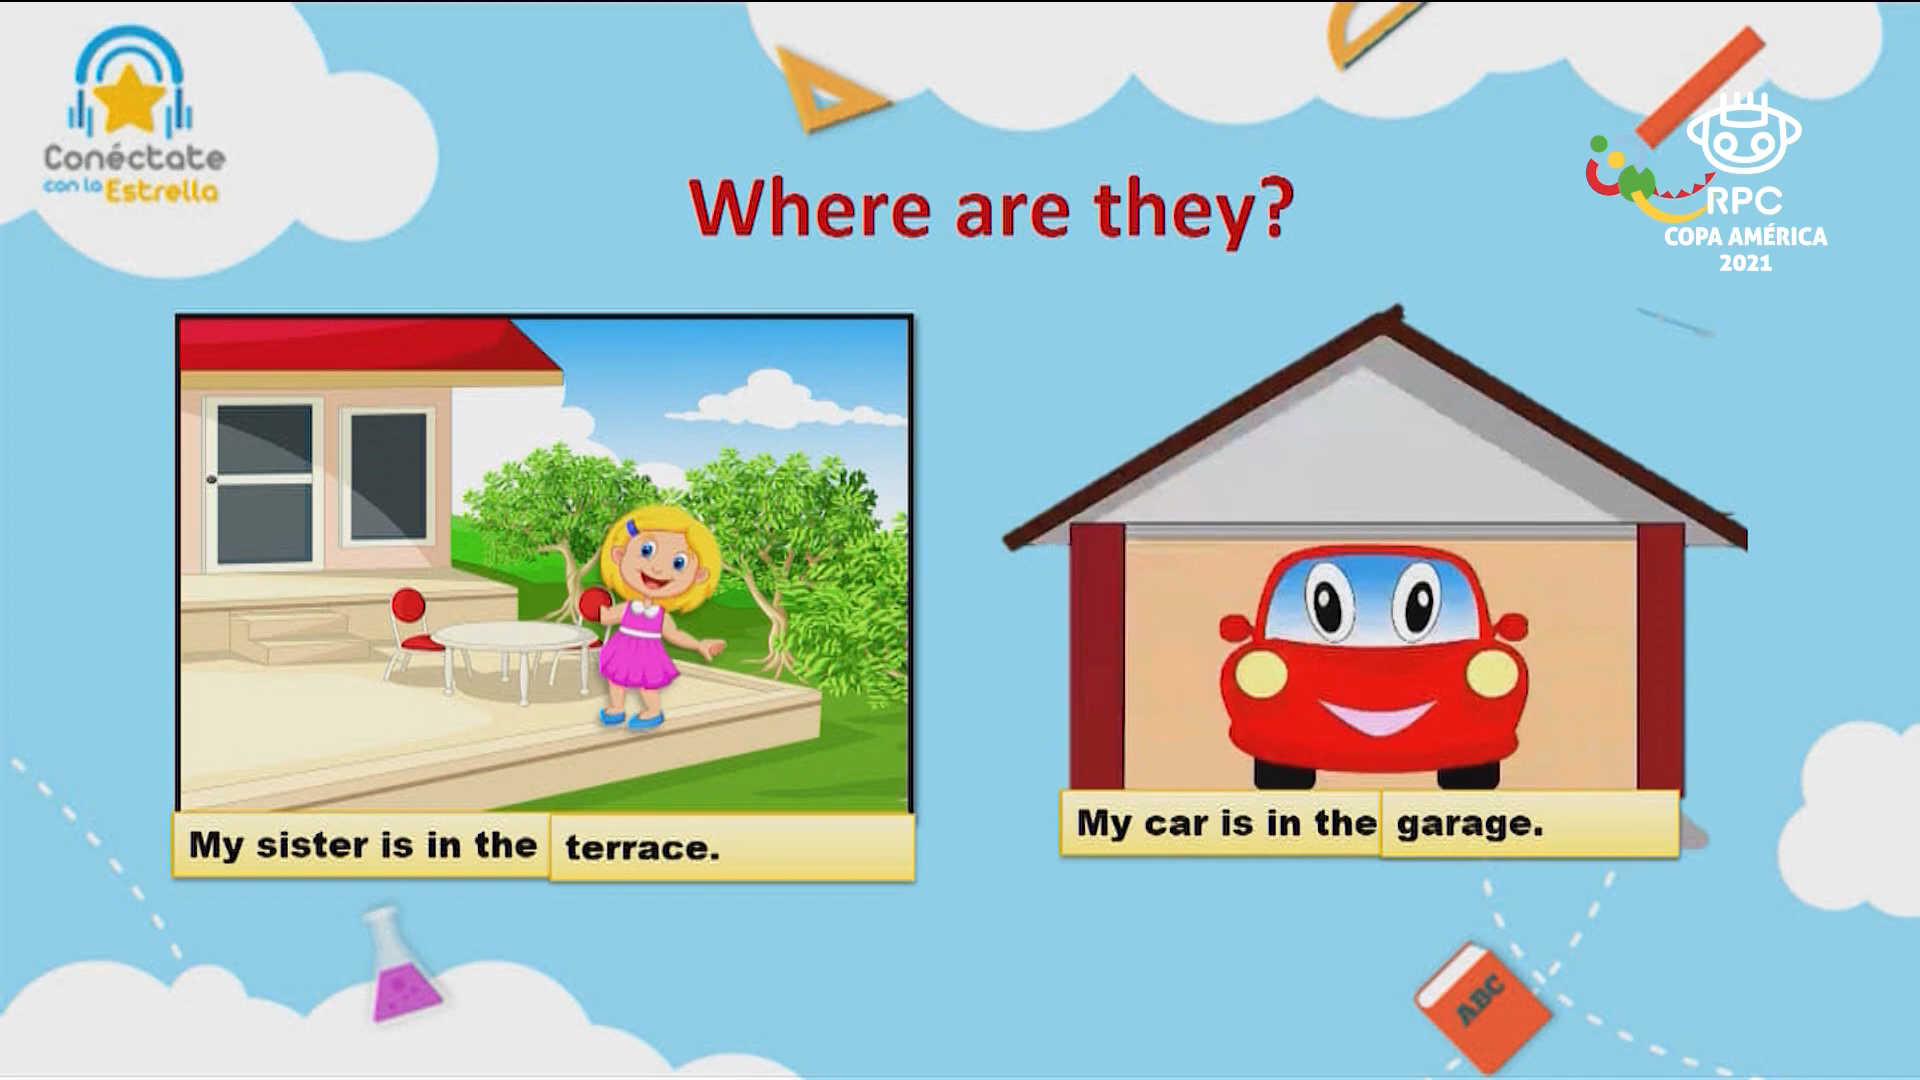 Conéctate
con la Estrella
Where are they?
RPC
COPA AMÉRICA
2021
My sister is in the terrace.
My car is in the garage.
ABC